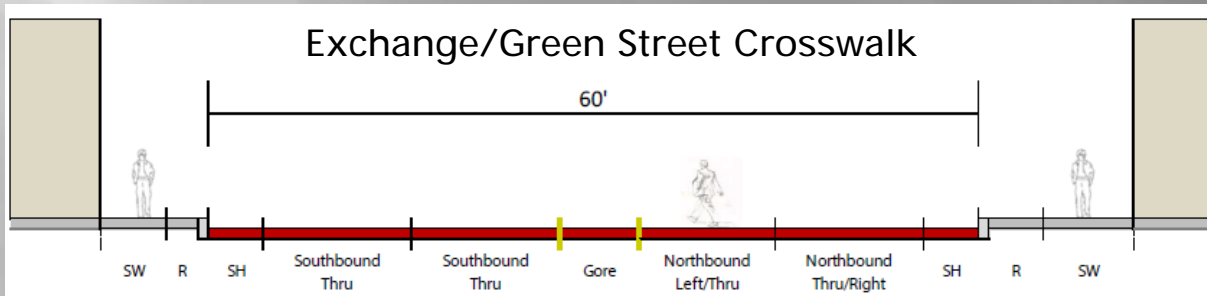 Exchange/Green Street Crosswalk
60'
SW R SH Southbound Southbound Gore Northbound Northbound SH R SW
Thru Thru Left/Thru Thru/Right